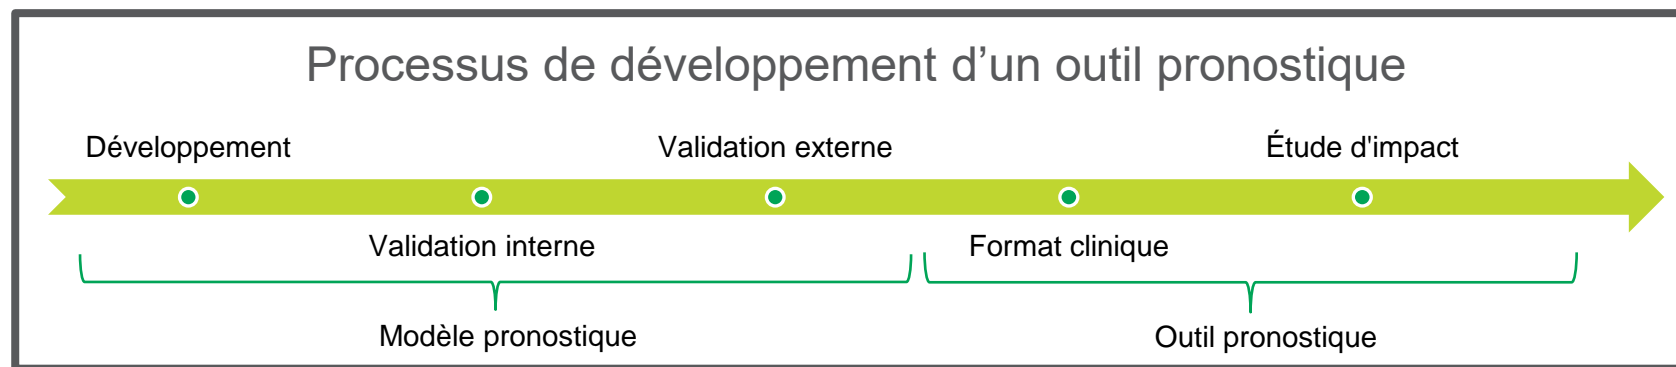 Processus de développement d’un outil pronostique
Développement
Validation externe
Étude d'impact
Validation interne
Format clinique
Modèle pronostique
Outil pronostique